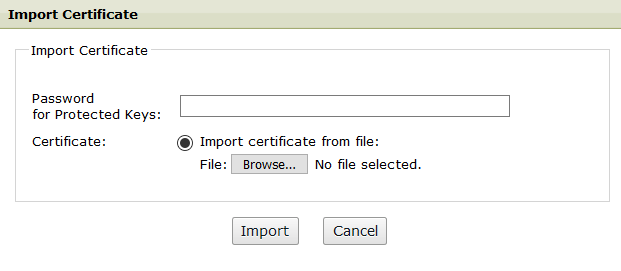 Import Certificate
Import Certificate
Password
for Protected Keys:
Certificate: Import certificate from file:
File: Browse... No file selected.
Import Cancel